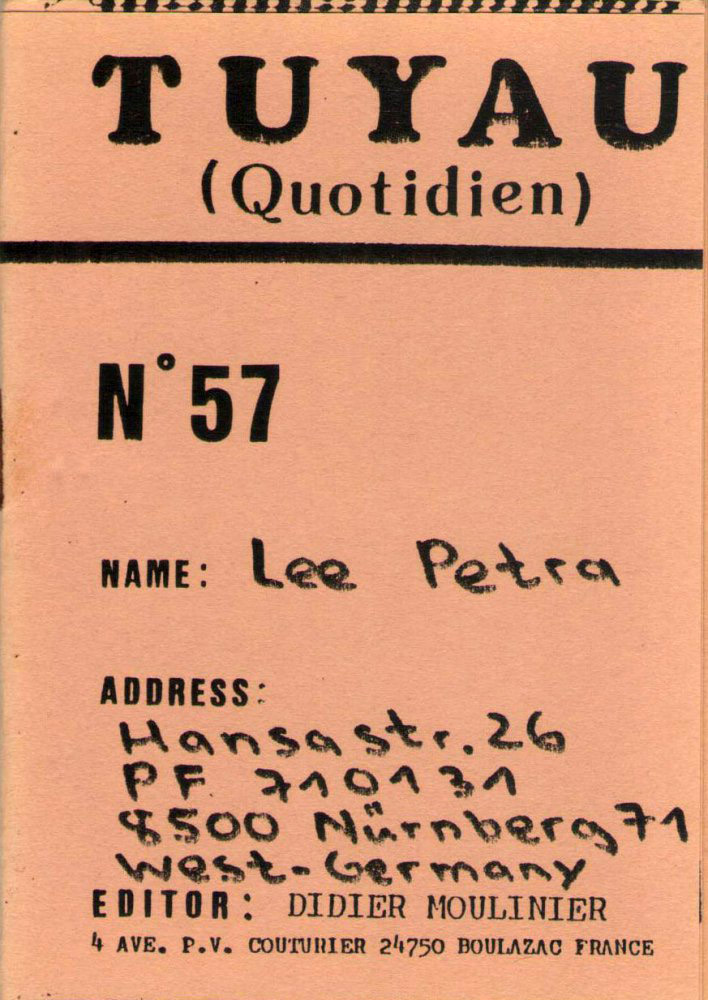 TUYAU
(Quotidien)
N°57
NAME: Lee Petra
ADDRESS:
Hansastr. 26
PF 710131
8500 Nürnberg 71
West-Germany
EDITOR: DIDIER MOULINIER
4 AVE. P.V. COUTURIER 24750 BOULAZAC FRANCE